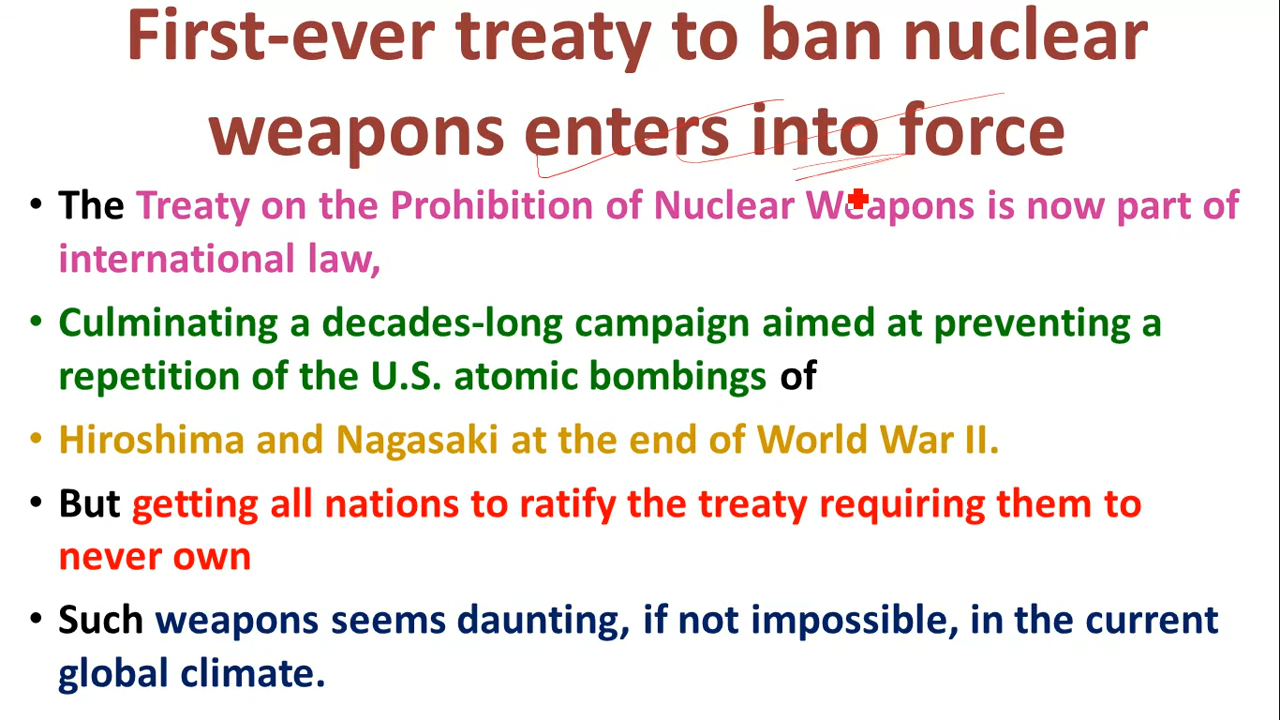 First-ever treaty to ban nuclear
weapons enters into force
• The Treaty on the Prohibition of Nuclear Weapons is now part of
international law,
• Culminating a decades-long campaign aimed at preventing a
repetition of the U.S. atomic bombings of
• Hiroshima and Nagasaki at the end of World War II.
• But getting all nations to ratify the treaty requiring them to
never own
• Such weapons seems daunting, if not impossible, in the current
global climate.